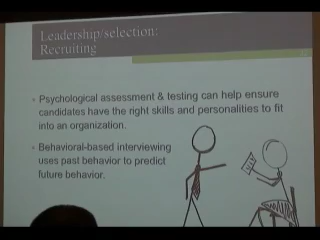 Leadership/selection:
Recruiting
• Psychological assessment & testing can help ensure
candidates have the right skills and personalities to fit
into an organization.
• Behavioral-based interviewing
uses past behavior to predict
future behavior.